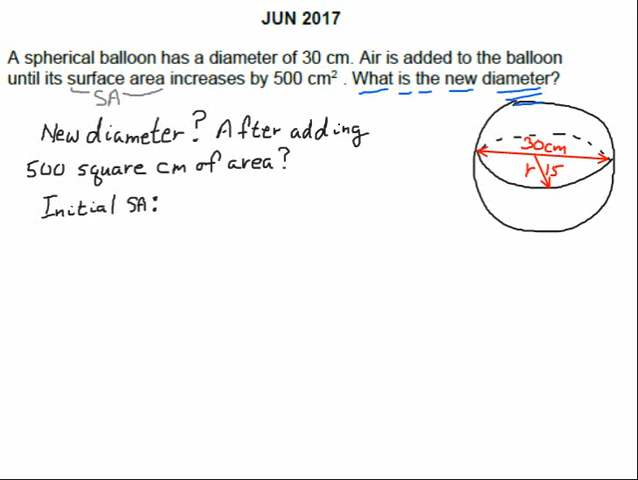 JUN 2017
A spherical balloon has a diameter of 30 cm. Air is added to the balloon
until its surface area increases by 500 cm². What is the new diameter?
SA
New diameter? After adding
500 square cm of area?
Initial SA:
30cm
r 15